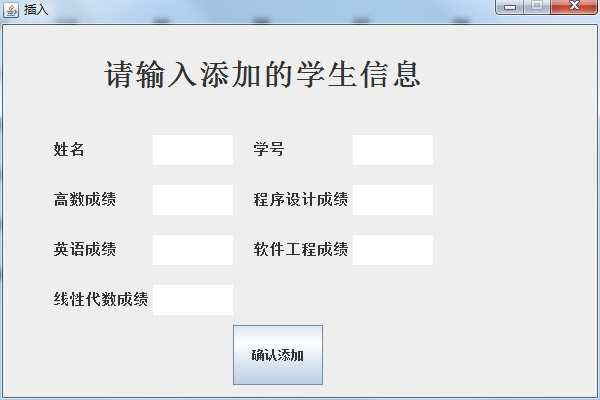 插入
请输入添加的学生信息
姓名 学号
高数成绩 程序设计成绩
英语成绩 软件工程成绩
线性代数成绩
确认添加